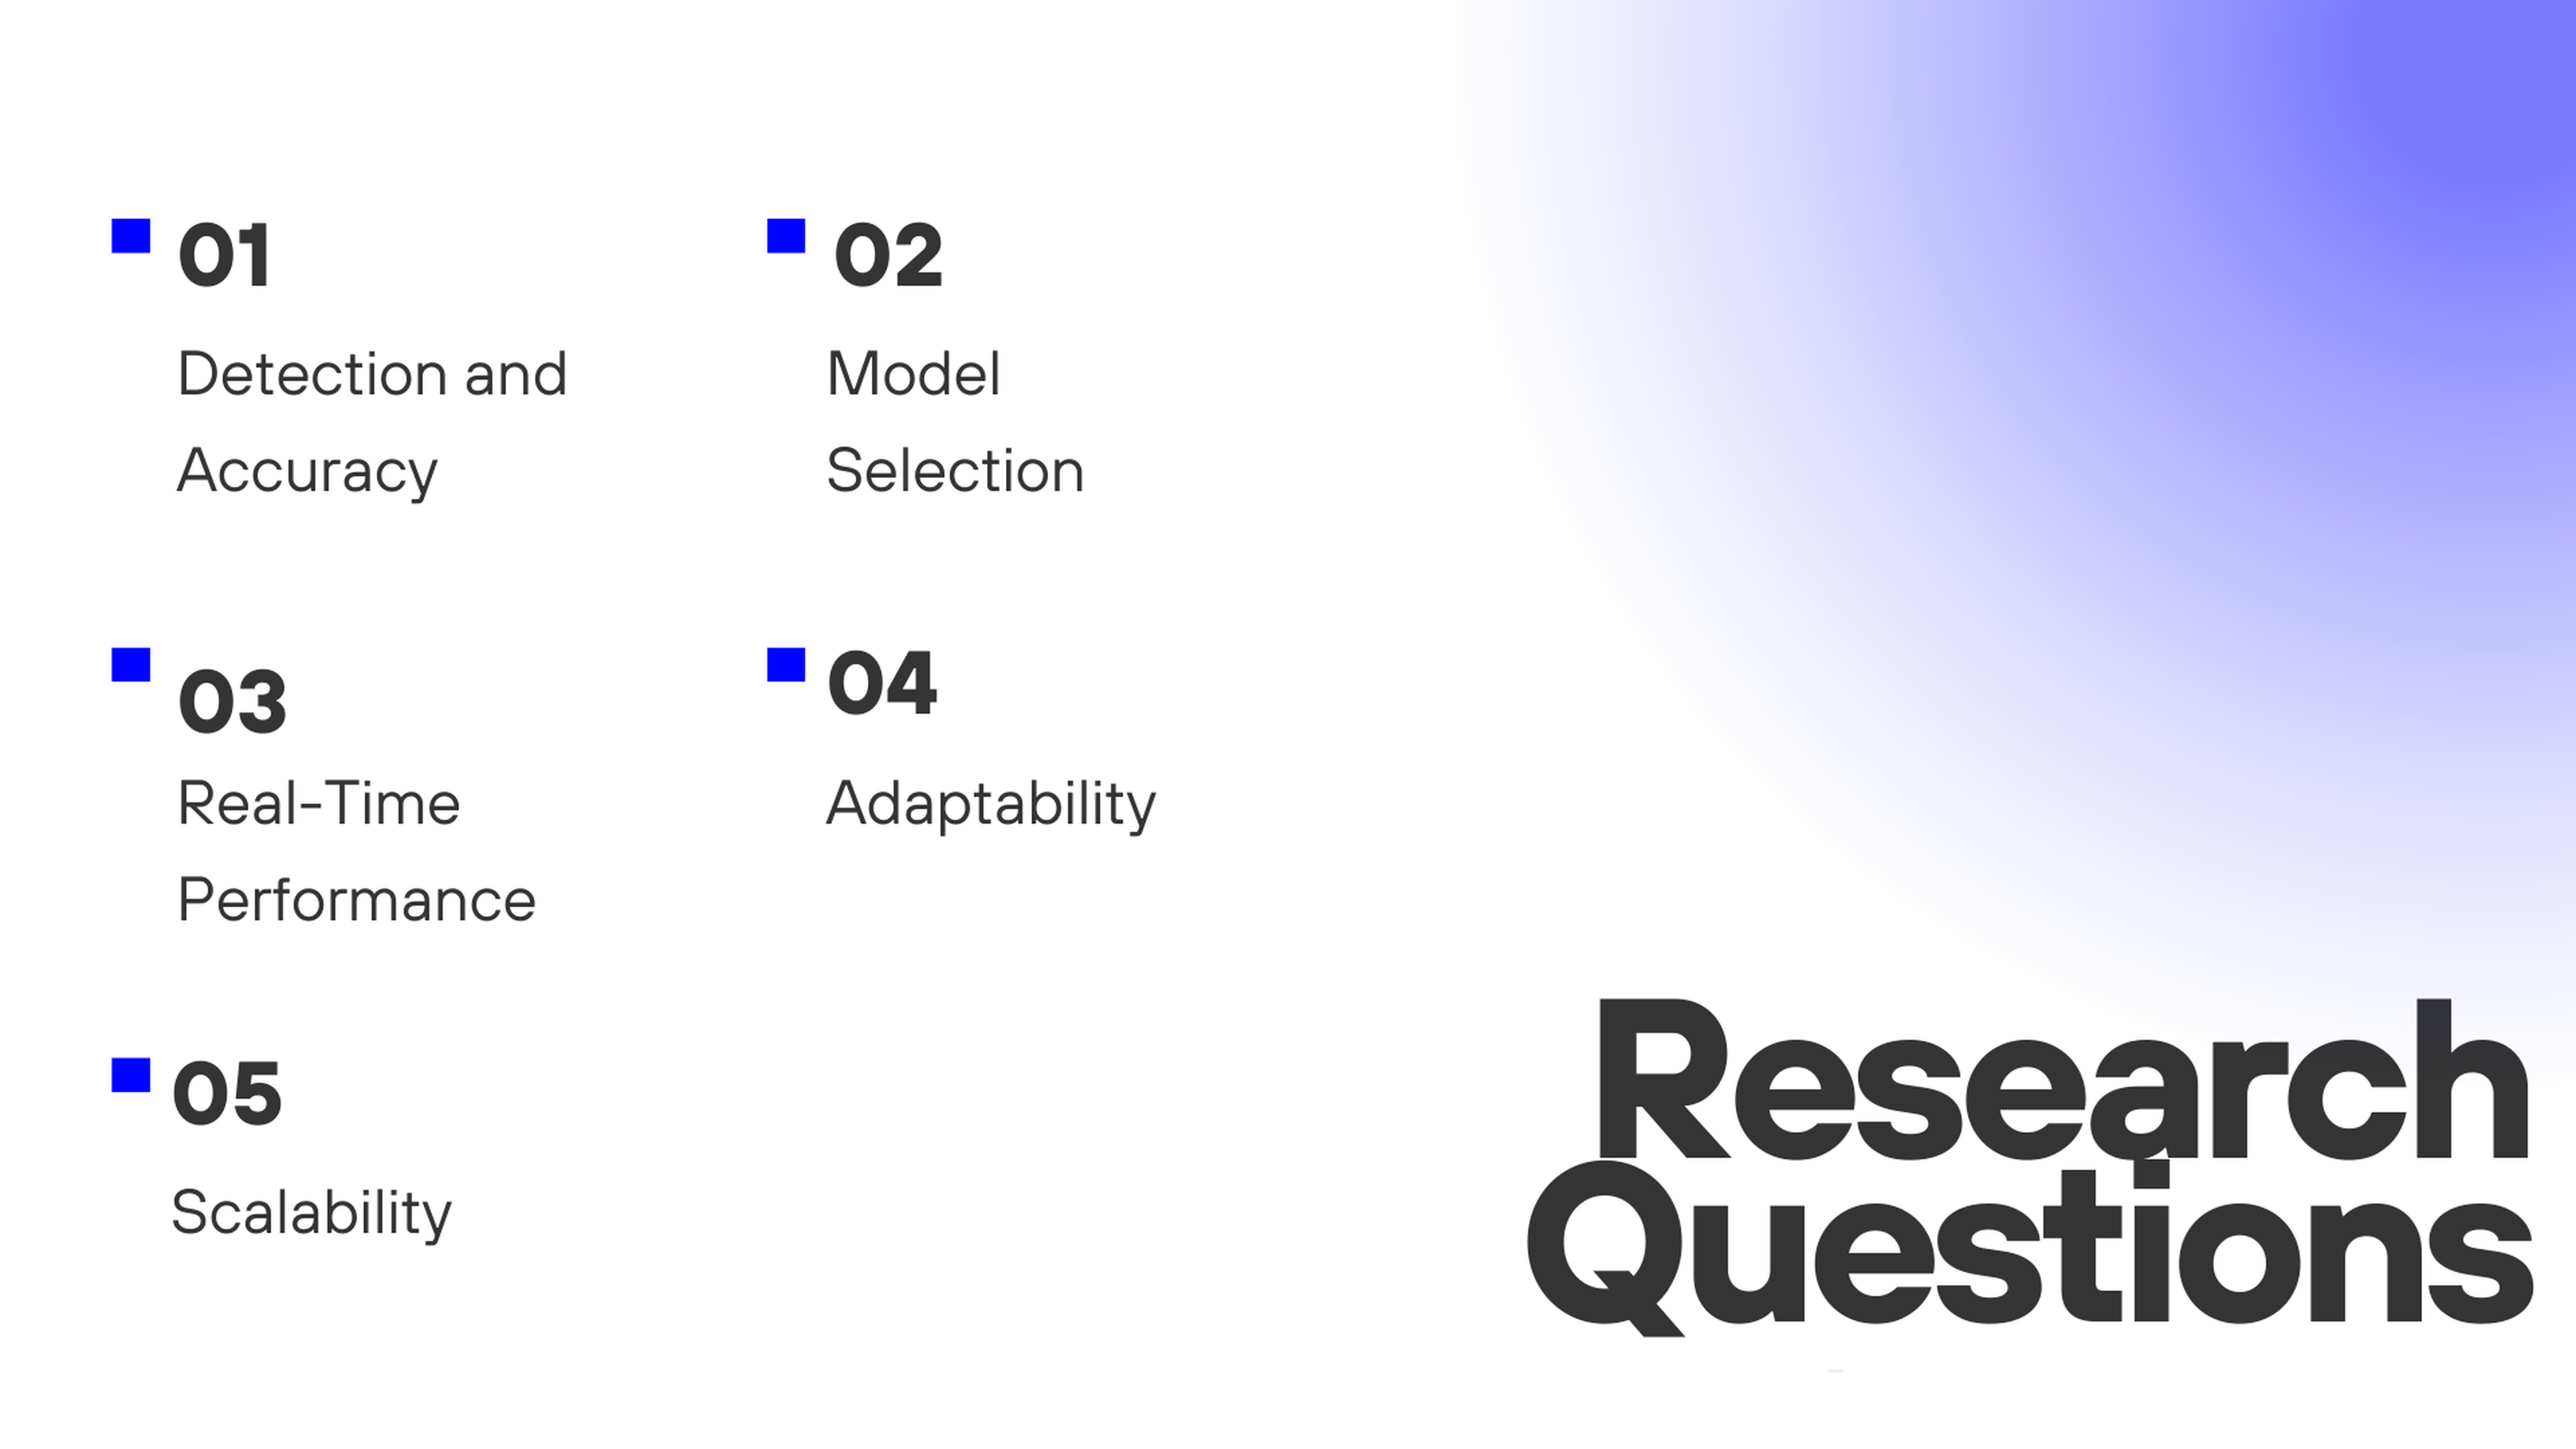 01
Detection and
Accuracy
02
Model
Selection
03
Real-Time
Performance
04
Adaptability
05
Scalability
Research
Questions